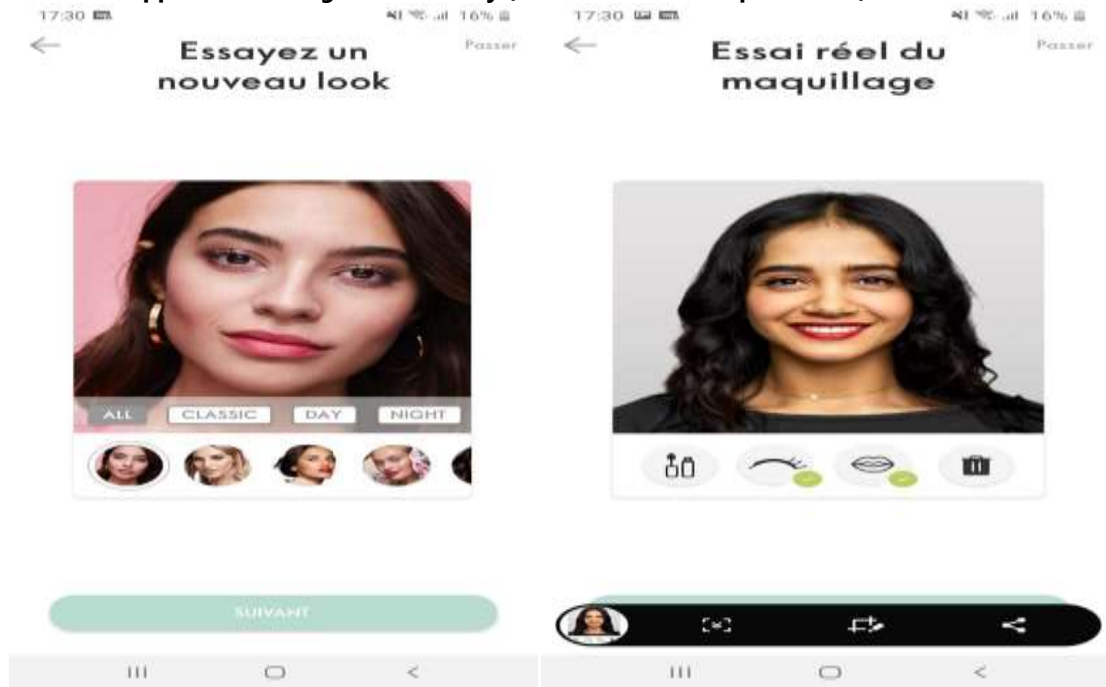 17:30
16%
Passer
Essayez un
nouveau look
ALL CLASSIC DAY NIGHT
SUIVANT
17:30
16%
Passer
Essai réel du
maquillage